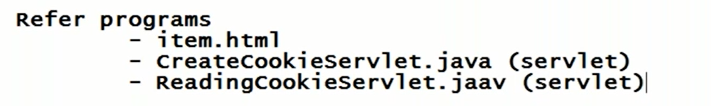 Refer programs
- item.html
- CreateCookieServlet.java (servlet)
- ReadingCookieServlet.jaav (servlet)